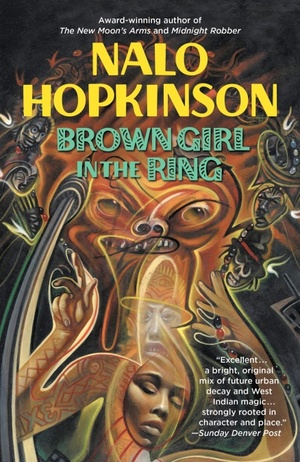 Award-winning author of
The New Moon's Arms and Midnight Robber
NALO
HOPKINSON
BROWN GIRL
IN THE RING
“Excellent...
a bright, original
mix of future urban
decay and West
Indian magic...
strongly rooted in
character and place.”
—Sunday Denver Post